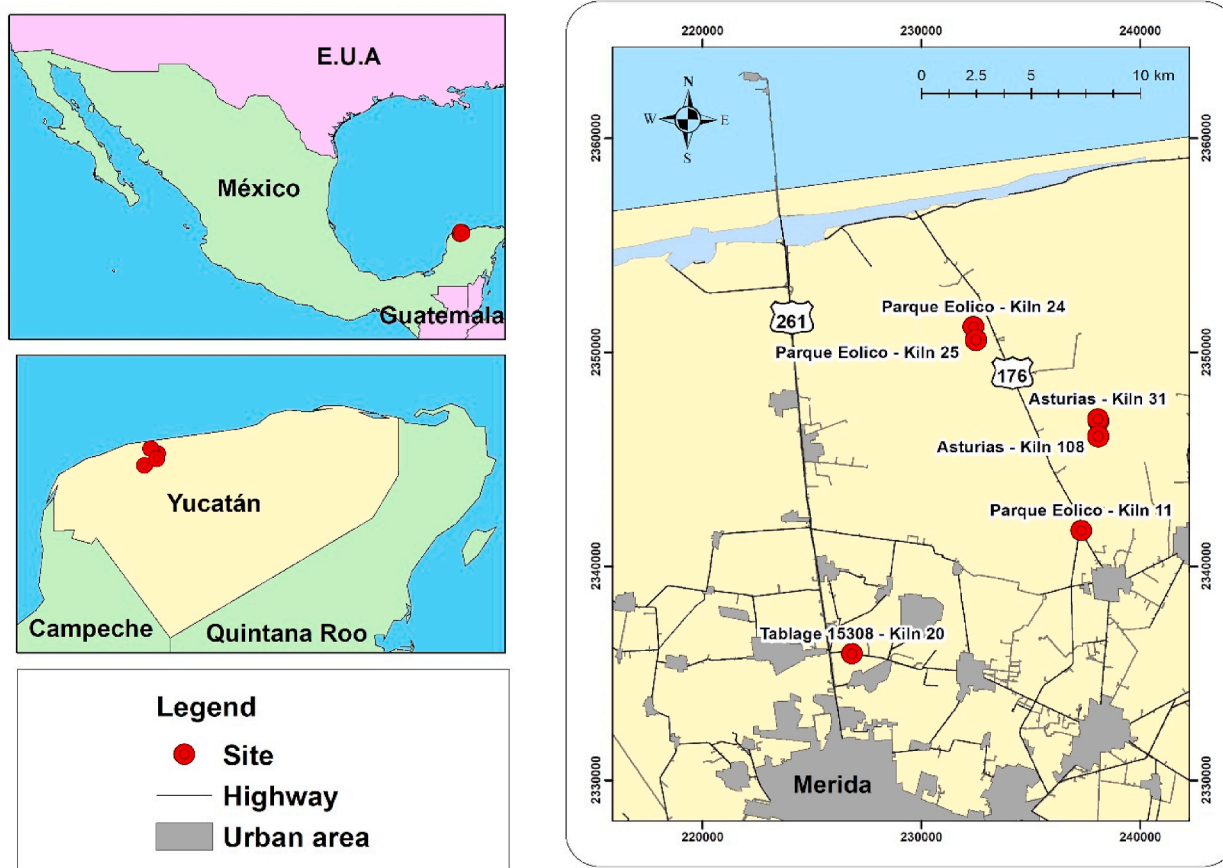 E.U.A
México
Guatemala
Yucatán
Campeche
Quintana Roo
Legend
Site
Highway
Urban area
220000
230000
240000
N
W
E
S
0
2.5
5
10 km
2360000
2360000
261
Parque Eolico - Kiln 24
Parque Eolico - Kiln 25
2350000
2350000
176
Asturias - Kiln 31
Asturias - Kiln 108
Parque Eolico - Kiln 11
2340000
2340000
Tablage 15308 - Kiln 20
Merida
2330000
2330000
220000
230000
240000